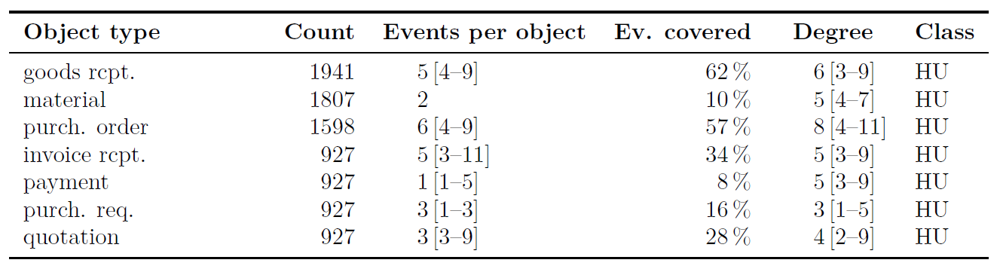 Object type Count Events per object Ev. covered Degree Class
goods rcpt. 1941 5 [4–9] 62 % 6 [3–9] HU
material 1807 2 10 % 5 [4–7] HU
purch. order 1598 6 [4–9] 57 % 8 [4–11] HU
invoice rcpt. 927 5 [3–11] 34 % 5 [3–9] HU
payment 927 1 [1–5] 8 % 5 [3–9] HU
purch. req. 927 3 [1–3] 16 % 3 [1–5] HU
quotation 927 3 [3–9] 28 % 4 [2–9] HU